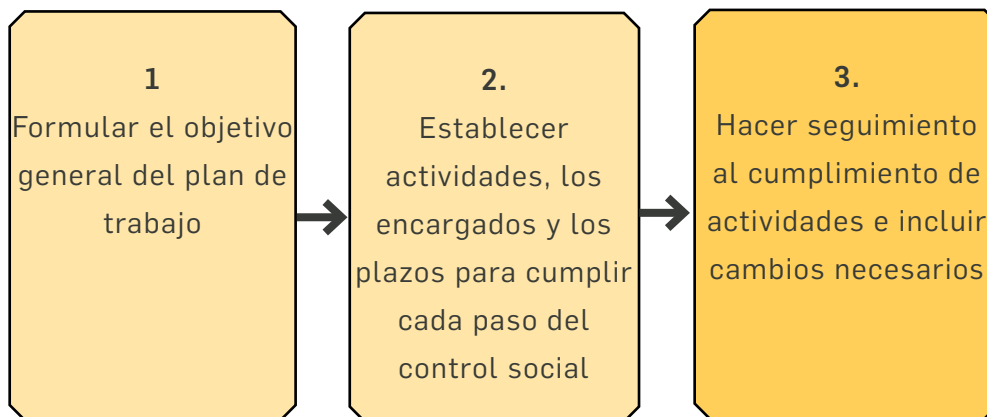 1
Formular el objetivo
general del plan de
trabajo
2.
Establecer
actividades, los
encargados y los
plazos para cumplir
cada paso del
control social
3.
Hacer seguimiento
al cumplimiento de
actividades e incluir
cambios necesarios